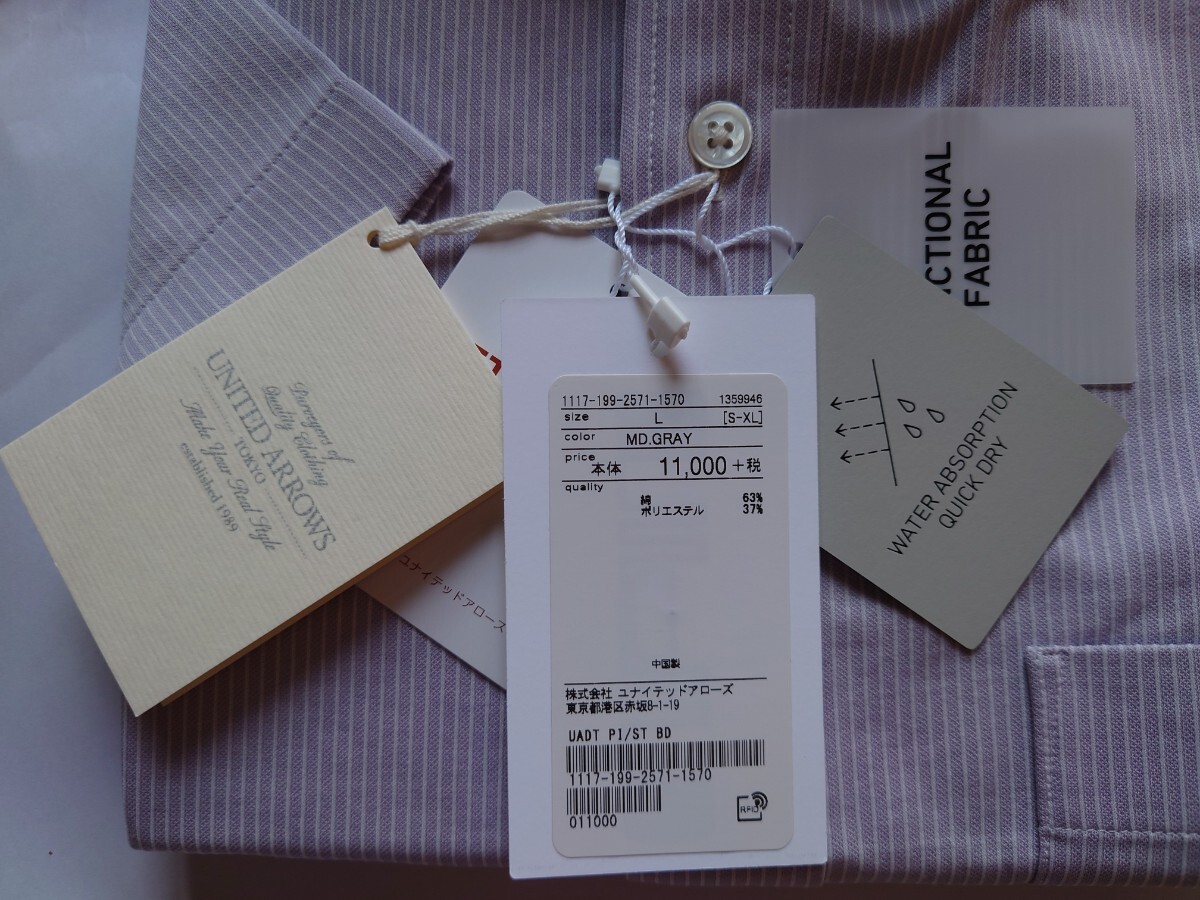 Purveyors of
Quality Clothing
UNITED ARROWS
TOKYO
Make Your Real Style
established 1989
ユナイテッドアローズ
1117-199-2571-1570 1359946
size L [S-XL]
color MD.GRAY
price 本体 11,000 +税
quality
綿 63%
ポリエステル 37%
中国製
株式会社 ユナイテッドアローズ
東京都港区赤坂8-1-19
UADT PI/ST BD
1117-199-2571-1570
011000
RFID
CTIONAL
FABRIC
WATER ABSORPTION
QUICK DRY